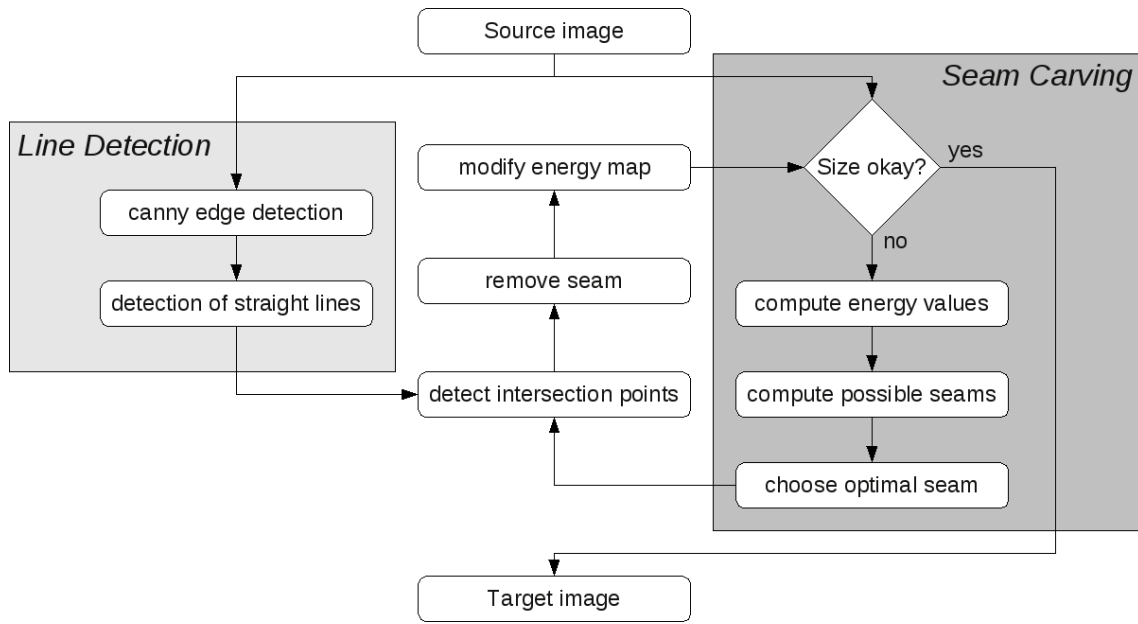 Source image
Seam Carving
Line Detection
Size okay?
yes
modify energy map
canny edge detection
no
remove seam
detection of straight lines
compute energy values
detect intersection points
compute possible seams
choose optimal seam
Target image